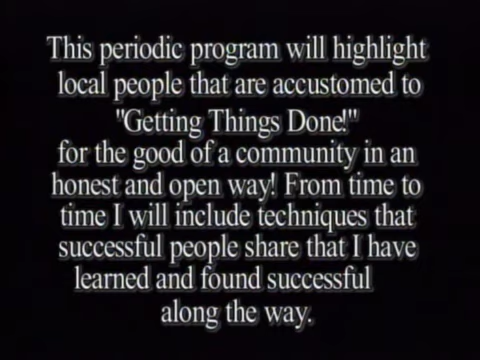 This periodic program will highlight
local people that are accustomed to
"Getting Things Done!"
for the good of a community in an
honest and open way! From time to
time I will include techniques that
successful people share that I have
learned and found successful
along the way.